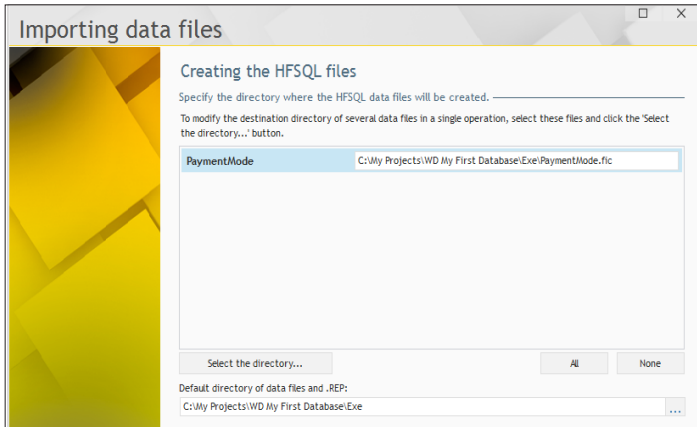 Importing data files
Creating the HFSQL files
Specify the directory where the HFSQL data files will be created.
To modify the destination directory of several data files in a single operation, select these files and click the 'Select
the directory...' button.
PaymentMode C:\My Projects\WD My First Database\Exe\PaymentMode.fic
Select the directory... All None
Default directory of data files and .REP:
C:\My Projects\WD My First Database\Exe ...